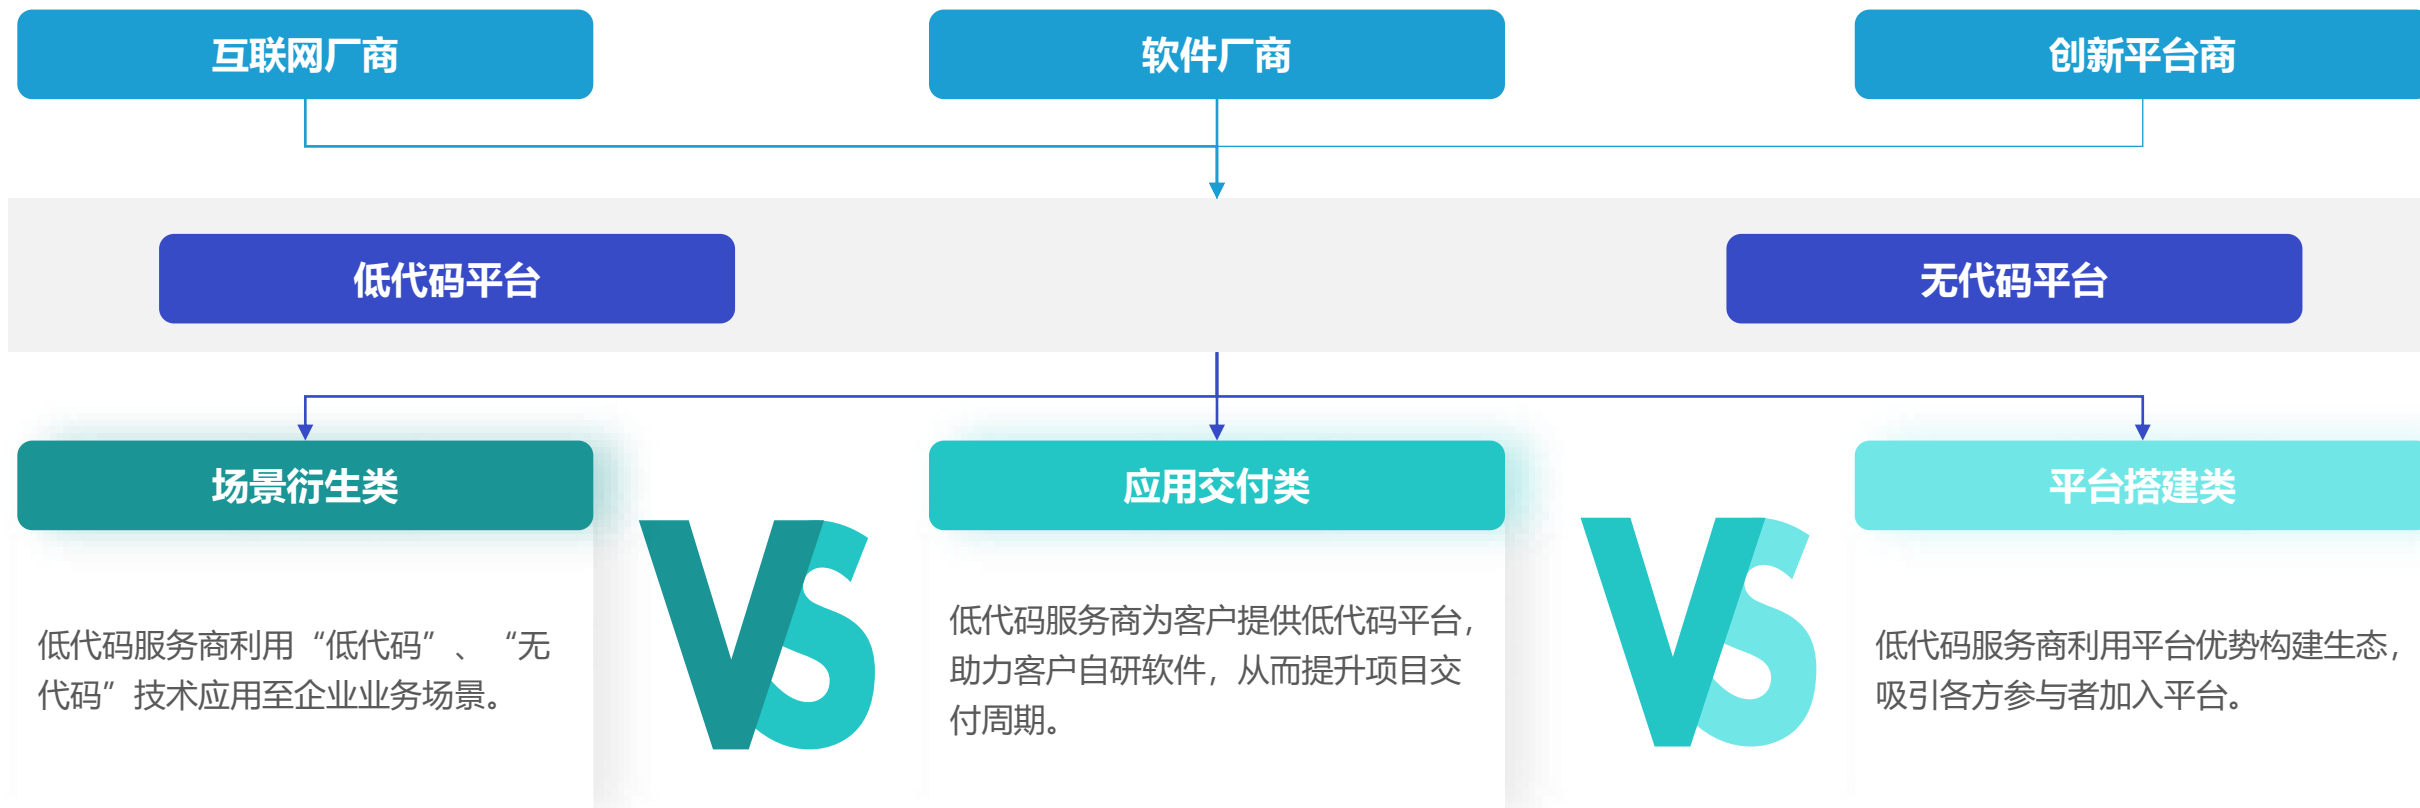 互联网厂商
软件厂商
创新平台商
低代码平台
无代码平台
场景衍生类
应用交付类
平台搭建类
低代码服务商利用“低代码”、“无
代码”技术应用至企业业务场景。
VS
低代码服务商为客户提供低代码平台，
助力客户自研软件，从而提升项目交
付周期。
VS
低代码服务商利用平台优势构建生态，
吸引各方参与者加入平台。